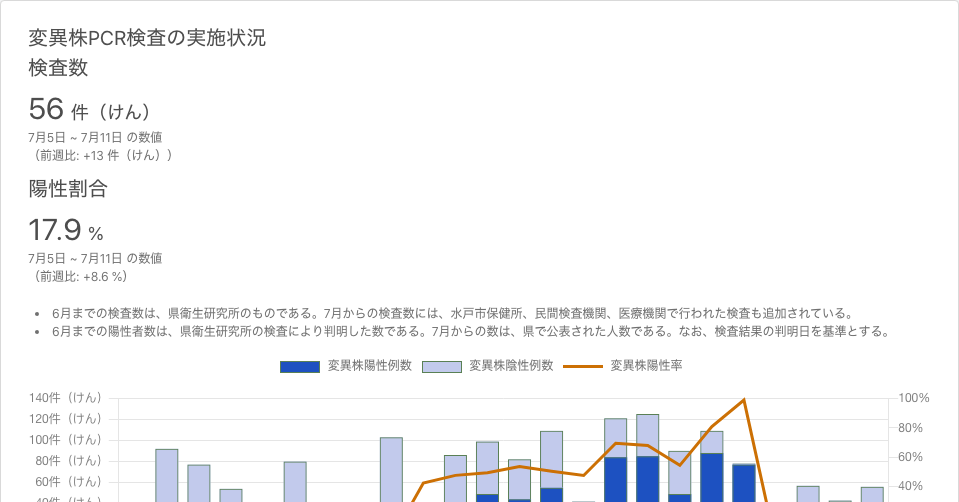 変異株PCR検査の実施状況
検査数
56 件（けん）
7月5日 ~ 7月11日 の数値
（前週比: +13 件（けん））
陽性割合
17.9 %
7月5日 ~ 7月11日 の数値
（前週比: +8.6 %）
• 6月までの検査数は、県衛生研究所のものである。7月からの検査数には、水戸市保健所、民間検査機関、医療機関で行われた検査も追加されている。
• 6月までの陽性者数は、県衛生研究所の検査により判明した数である。7月からの数は、県で公表された人数である。なお、検査結果の判明日を基準とする。
変異株陽性例数 変異株陰性例数 変異株陽性率
140件（けん） 100%
120件（けん）
100件（けん） 80%
80件（けん） 60%
60件（けん） 40%
40件（けん）